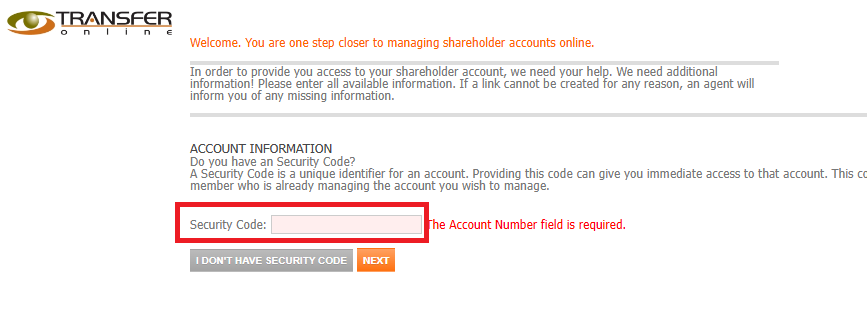 TRANSFER
online
Welcome. You are one step closer to managing shareholder accounts online.
In order to provide you access to your shareholder account, we need your help. We need additional
information! Please enter all available information. If a link cannot be created for any reason, an agent will
inform you of any missing information.
ACCOUNT INFORMATION
Do you have an Security Code?
A Security Code is a unique identifier for an account. Providing this code can give you immediate access to that account. This
member who is already managing the account you wish to manage.
Security Code: The Account Number field is required.
I DON'T HAVE SECURITY CODE NEXT